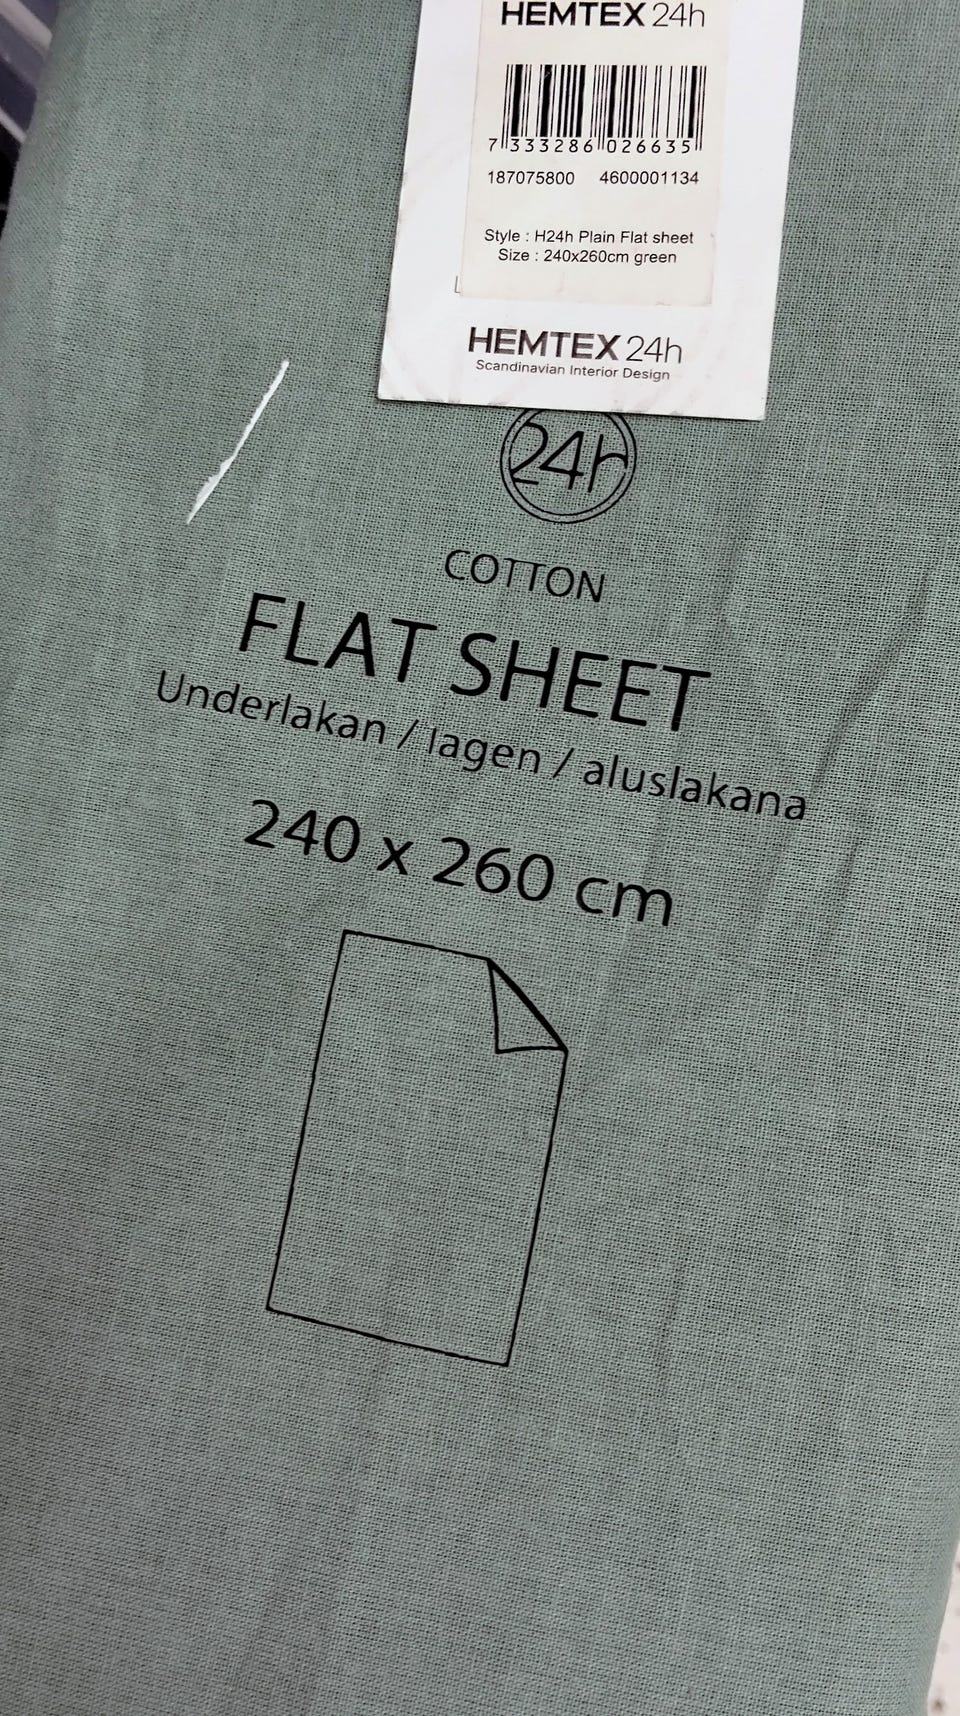 HEMTEX 24h
7 333286 026635
187075800 4600001134
Style : H24h Plain Flat sheet
Size : 240x260cm green
HEMTEX 24h
Scandinavian Interior Design
24h
COTTON
FLAT SHEET
Underlakan / lagen / aluslakana
240 x 260 cm